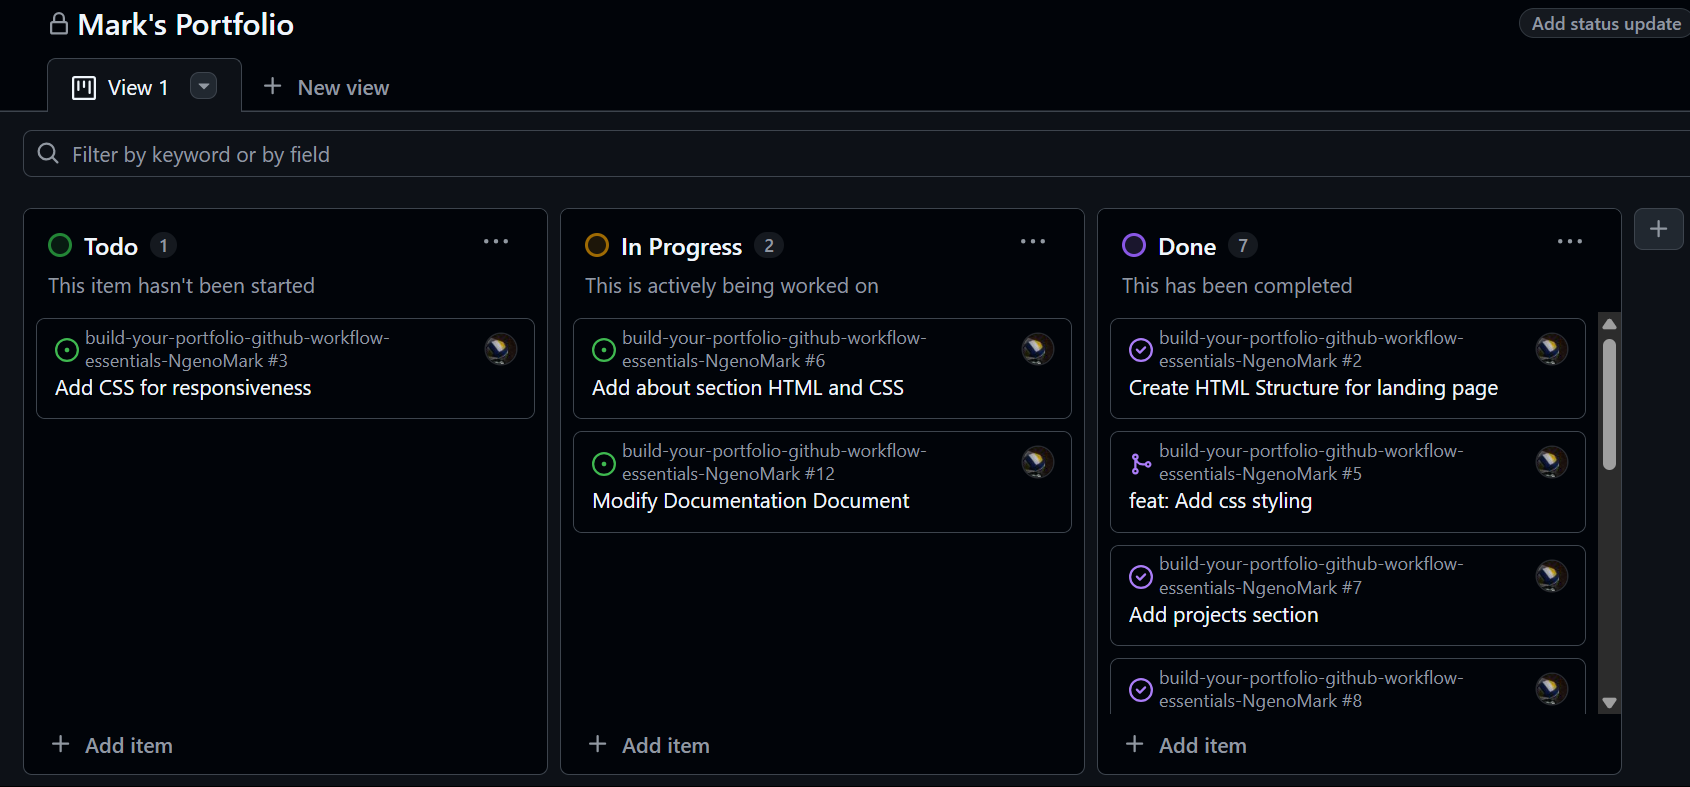 Mark's Portfolio
Add status update
View 1
New view
Filter by keyword or by field
Todo 1
This item hasn't been started
build-your-portfolio-github-workflow-
essentials-NgenoMark #3
Add CSS for responsiveness
Add item
In Progress 2
This is actively being worked on
build-your-portfolio-github-workflow-
essentials-NgenoMark #6
Add about section HTML and CSS
build-your-portfolio-github-workflow-
essentials-NgenoMark #12
Modify Documentation Document
Add item
Done 7
This has been completed
build-your-portfolio-github-workflow-
essentials-NgenoMark #2
Create HTML Structure for landing page
build-your-portfolio-github-workflow-
essentials-NgenoMark #5
feat: Add css styling
build-your-portfolio-github-workflow-
essentials-NgenoMark #7
Add projects section
build-your-portfolio-github-workflow-
essentials-NgenoMark #8
Add item